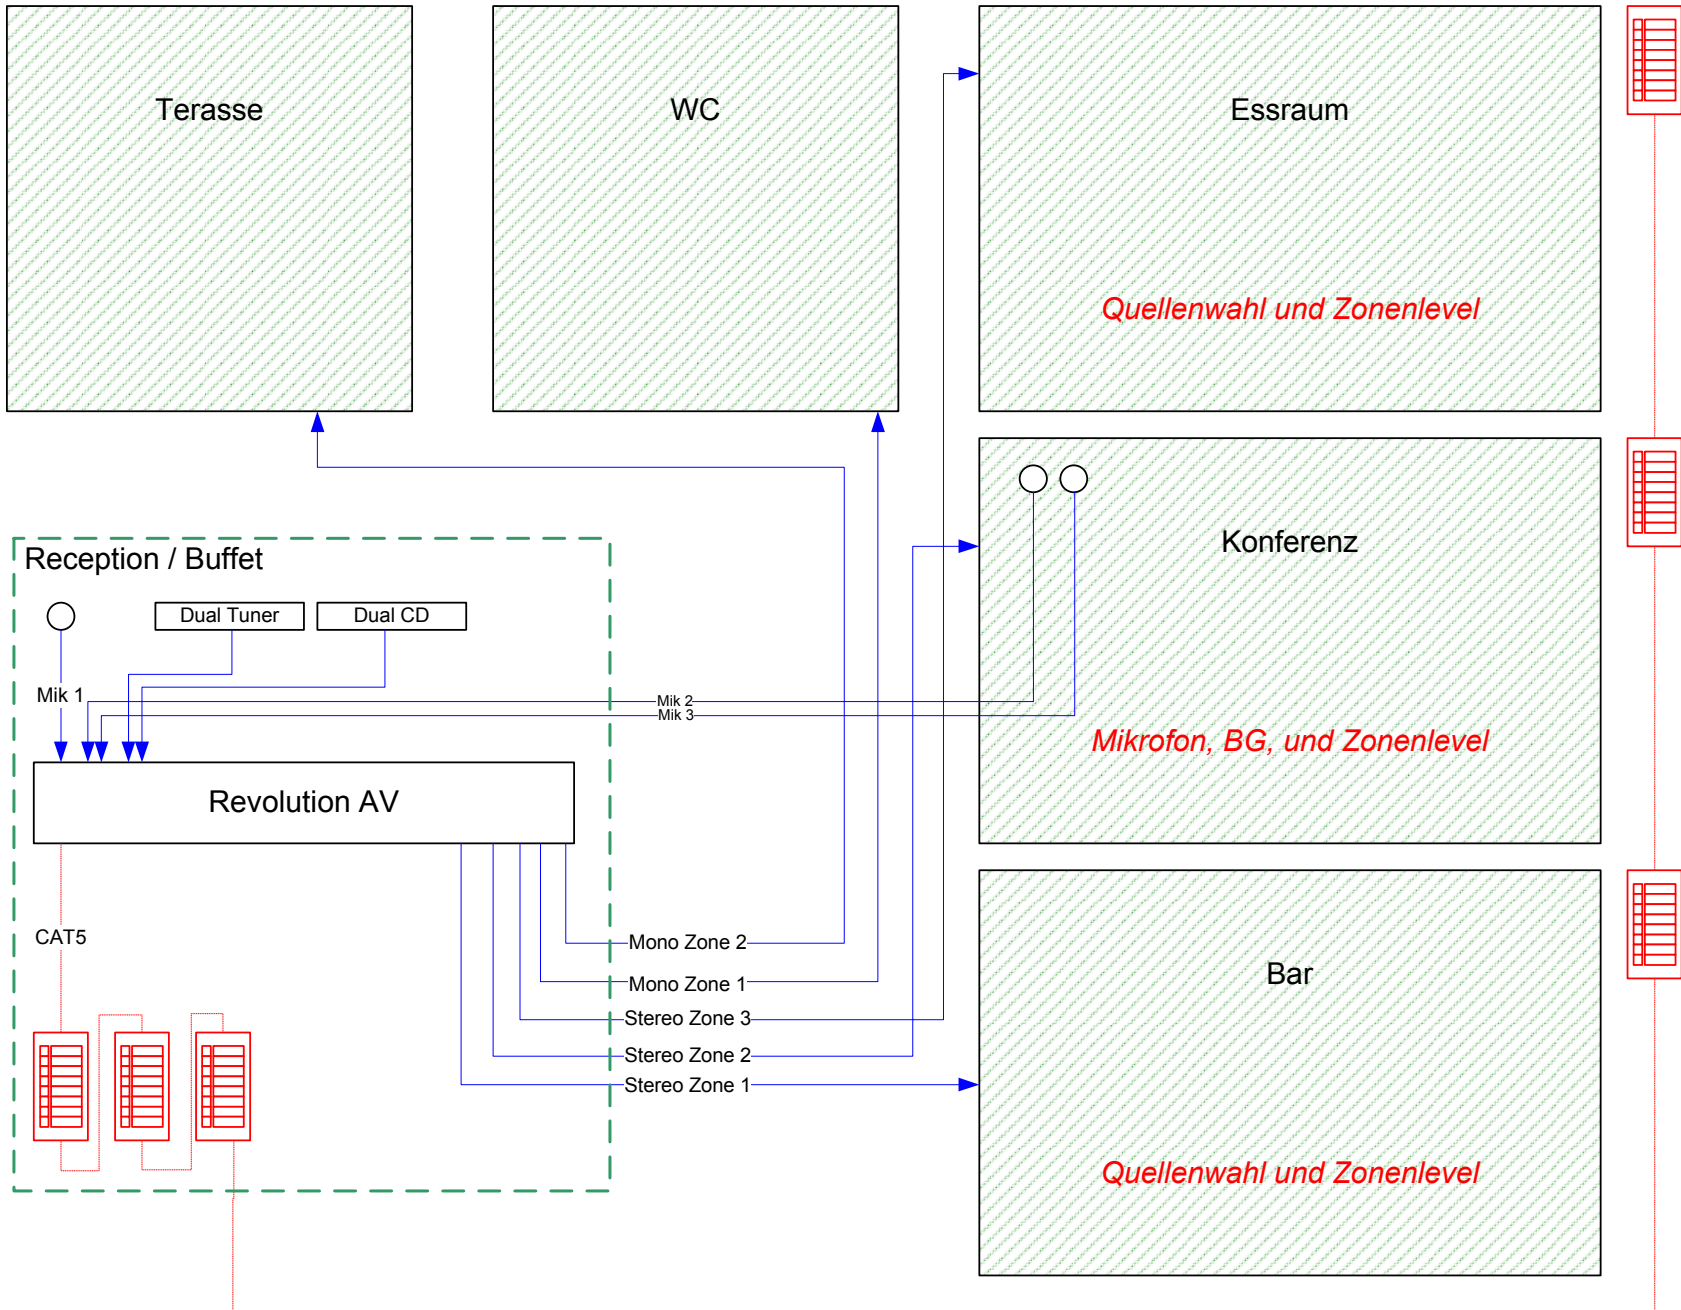 Terasse
WC
Essraum
Quellenwahl und Zonenlevel
Konferenz
Mikrofon, BG, und Zonenlevel
Reception / Buffet
Dual Tuner
Dual CD
Mik 1
Mik 2
Mik 3
Revolution AV
CAT5
Mono Zone 2
Mono Zone 1
Stereo Zone 3
Stereo Zone 2
Stereo Zone 1
Bar
Quellenwahl und Zonenlevel